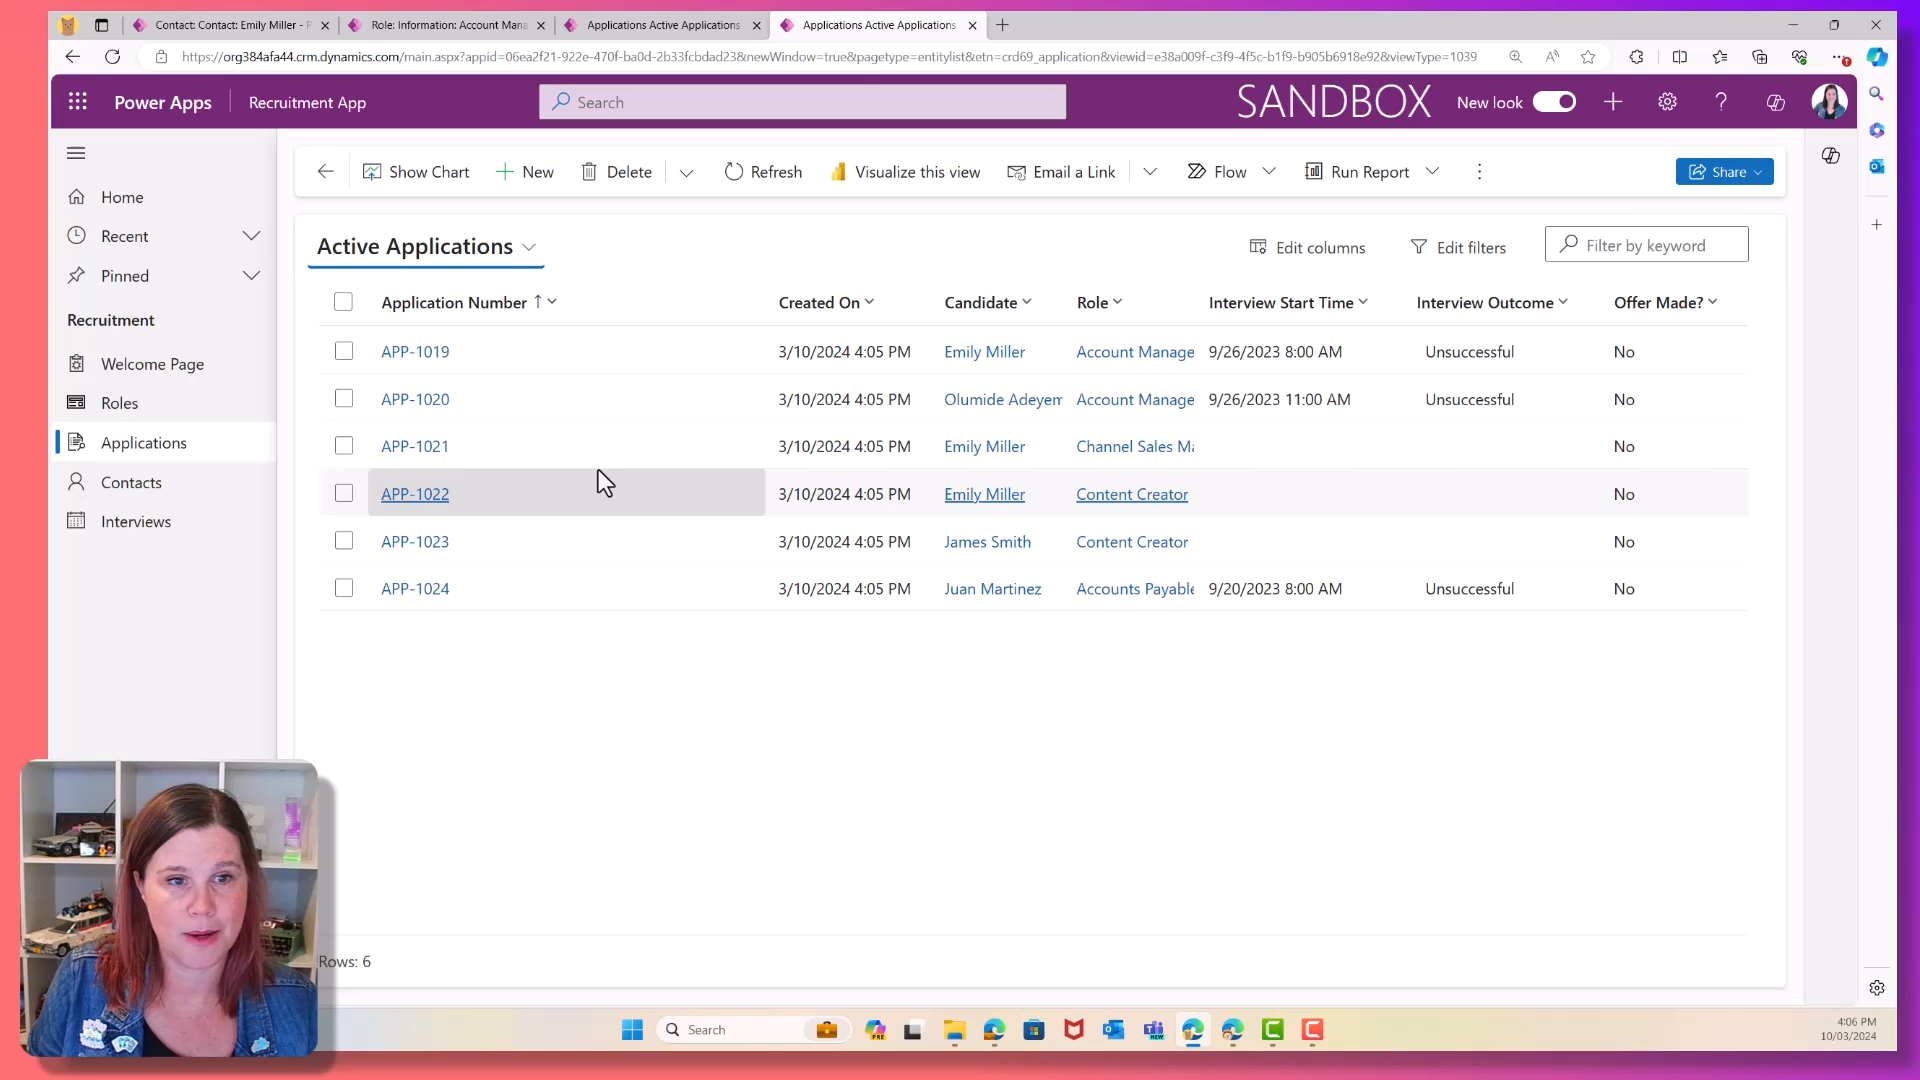 Contact: Contact: Emily Miller - P
Role: Information: Account Mana
Applications Active Applications
Applications Active Applications
https://org384afa44.crm.dynamics.com/main.aspx?appid=06ea2f21-922e-470f-ba0d-2b33fcbdad23&newWindow=true&pagetype=entitylist&etn=crd69_application&viewid=e38a009f-c3f9-4f5c-b1f9-b905b6918e92&viewType=1039
Power Apps
Recruitment App
Search
SANDBOX
New look
Home
Recent
Pinned
Recruitment
Welcome Page
Roles
Applications
Contacts
Interviews
Show Chart
New
Delete
Refresh
Visualize this view
Email a Link
Flow
Run Report
Share
Active Applications
Edit columns
Edit filters
Filter by keyword
Application Number Created On Candidate Role Interview Start Time Interview Outcome Offer Made?
APP-1019 3/10/2024 4:05 PM Emily Miller Account Manage 9/26/2023 8:00 AM Unsuccessful No
APP-1020 3/10/2024 4:05 PM Olumide Adeyem Account Manage 9/26/2023 11:00 AM Unsuccessful No
APP-1021 3/10/2024 4:05 PM Emily Miller Channel Sales Ma No
APP-1022 3/10/2024 4:05 PM Emily Miller Content Creator No
APP-1023 3/10/2024 4:05 PM James Smith Content Creator No
APP-1024 3/10/2024 4:05 PM Juan Martinez Accounts Payable 9/20/2023 8:00 AM Unsuccessful No
Rows: 6
Search
PRE
NEW
4:06 PM
10/03/2024